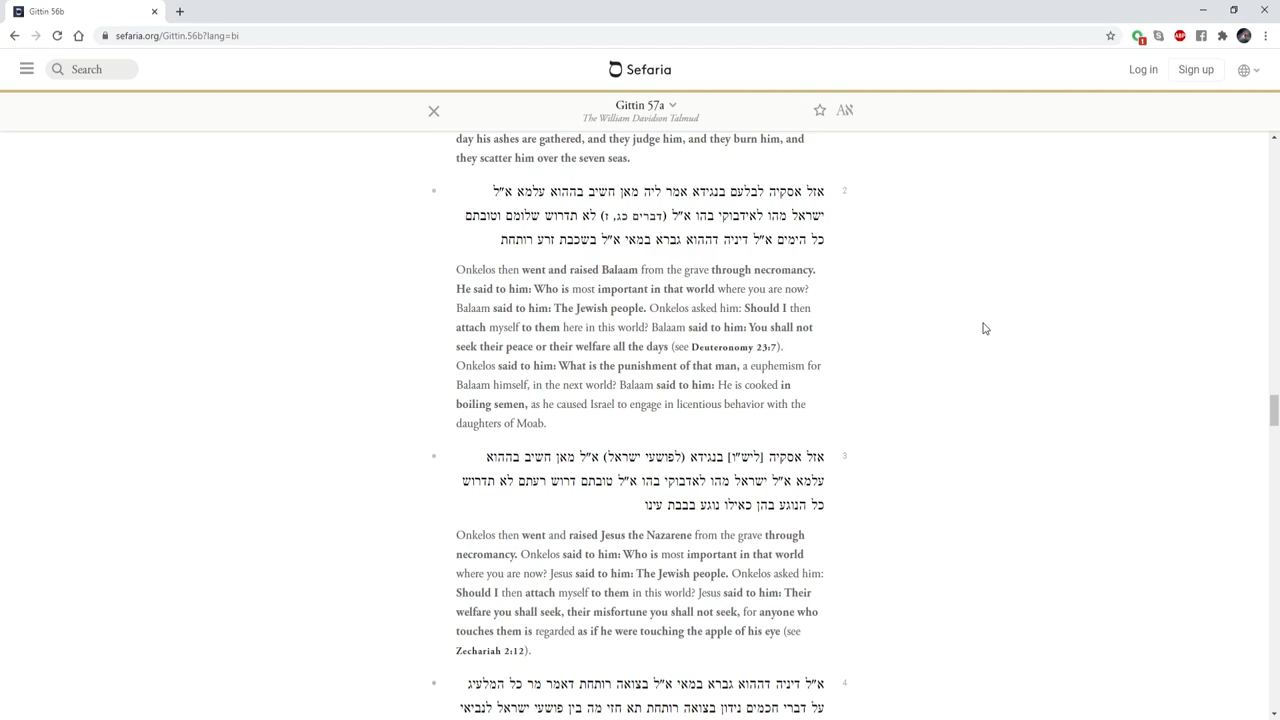 Gittin 56b
sefaria.org/Gittin.56b?lang=bi
1
ABP
Search
Sefaria
Log in
Sign up
Gittin 57a
The William Davidson Talmud
day his ashes are gathered, and they judge him, and they burn him, and
they scatter him over the seven seas.
2
אזל אסקיה לבלעם בנגידא אמר ליה מאן חשיב בההוא עלמא א"ל
ישראל מהו לאידבוקי בהו א"ל (דברים כג, ז) לא תדרוש שלומם וטובתם
כל הימים א"ל דיניה דההוא גברא במאי א"ל בשכבת זרע רותחת
Onkelos then went and raised Balaam from the grave through necromancy.
He said to him: Who is most important in that world where you are now?
Balaam said to him: The Jewish people. Onkelos asked him: Should I then
attach myself to them here in this world? Balaam said to him: You shall not
seek their peace or their welfare all the days (see Deuteronomy 23:7).
Onkelos said to him: What is the punishment of that man, a euphemism for
Balaam himself, in the next world? Balaam said to him: He is cooked in
boiling semen, as he caused Israel to engage in licentious behavior with the
daughters of Moab.
3
אזל אסקיה [ליש"ו] בנגידא (לפושעי ישראל) א"ל מאן חשיב בההוא
עלמא א"ל ישראל מהו לאדבוקי בהו א"ל טובתם דרוש רעתם לא תדרוש
כל הנוגע בהן כאילו נוגע בבבת עינו
Onkelos then went and raised Jesus the Nazarene from the grave through
necromancy. Onkelos said to him: Who is most important in that world
where you are now? Jesus said to him: The Jewish people. Onkelos asked him:
Should I then attach myself to them in this world? Jesus said to him: Their
welfare you shall seek, their misfortune you shall not seek, for anyone who
touches them is regarded as if he were touching the apple of his eye (see
Zechariah 2:12).
4
א"ל דיניה דההוא גברא במאי א"ל בצואה רותחת דאמר מר כל המלעיג
על דברי חכמים נידון בצואה רותחת תא חזי מה בין פושעי ישראל לנביאי